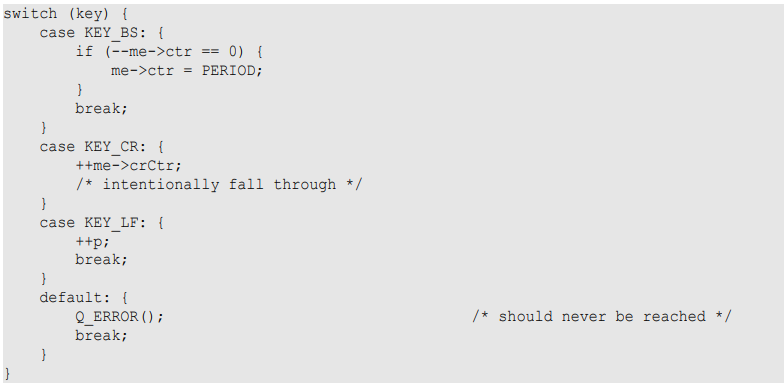 switch (key) {
    case KEY_BS: {
        if (--me->ctr == 0) {
            me->ctr = PERIOD;
        }
        break;
    }
    case KEY_CR: {
        ++me->crCtr;
        /* intentionally fall through */
    }
    case KEY_LF: {
        ++p;
        break;
    }
    default: {
        Q_ERROR();                                  /* should never be reached */
        break;
    }
}